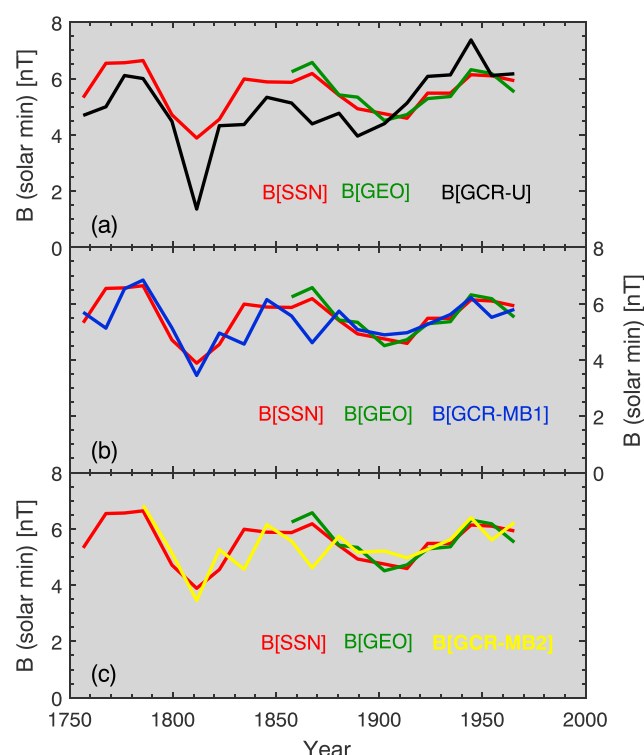 8
6
4
2
0
B (solar min) [nT]
B[SSN] B[GEO] B[GCR-U]
(a)
8
6
4
2
0
B (solar min) [nT]
B[SSN] B[GEO] B[GCR-MB1]
(b)
8
6
4
2
0
B (solar min) [nT]
B[SSN] B[GEO] B[GCR-MB2]
(c)
1750 1800 1850 1900 1950 2000
Year